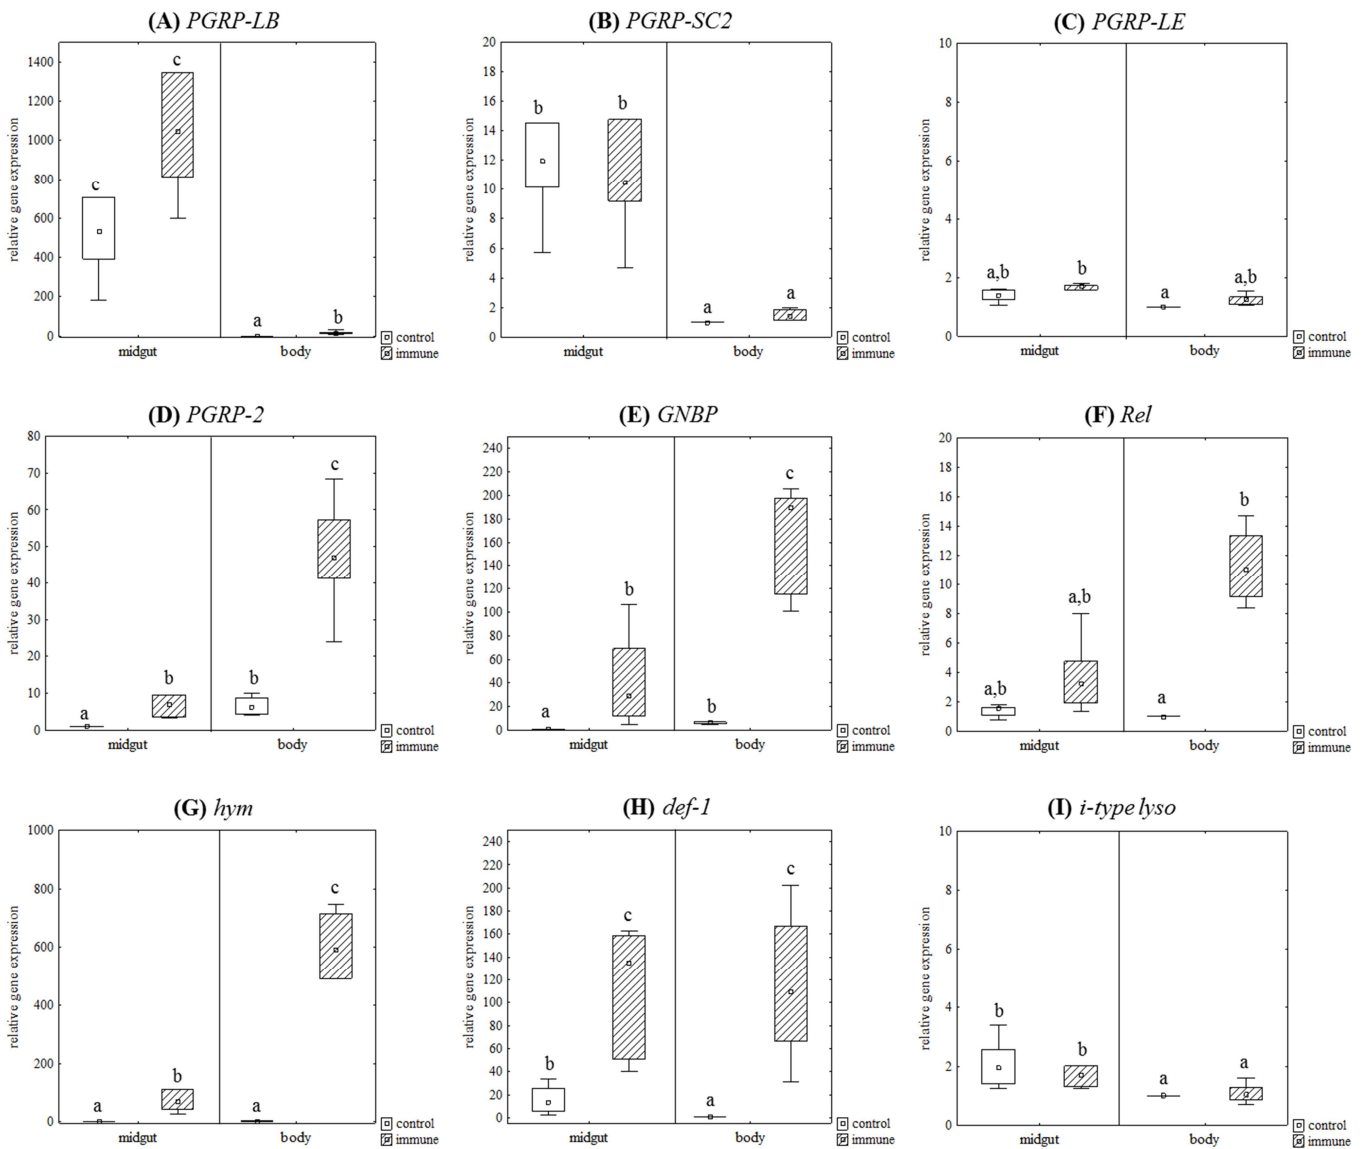 (A) PGRP-LB
relative gene expression
1400
1200
1000
800
600
400
200
0
c
c
a
b
midgut
body
control
immune
(B) PGRP-SC2
relative gene expression
20
18
16
14
12
10
8
6
4
2
0
b
b
a
a
midgut
body
control
immune
(C) PGRP-LE
relative gene expression
10
8
6
4
2
0
a,b
b
a
a,b
midgut
body
control
immune
(D) PGRP-2
relative gene expression
80
70
60
50
40
30
20
10
0
a
b
b
c
midgut
body
control
immune
(E) GNBP
relative gene expression
240
220
200
180
160
140
120
100
80
60
40
20
0
a
b
b
c
midgut
body
control
immune
(F) Rel
relative gene expression
20
18
16
14
12
10
8
6
4
2
0
a,b
a,b
a
b
midgut
body
control
immune
(G) hym
relative gene expression
1000
800
600
400
200
0
a
b
a
c
midgut
body
control
immune
(H) def-1
relative gene expression
240
220
200
180
160
140
120
100
80
60
40
20
0
b
c
a
c
midgut
body
control
immune
(I) i-type lyso
relative gene expression
10
8
6
4
2
0
b
b
a
a
midgut
body
control
immune